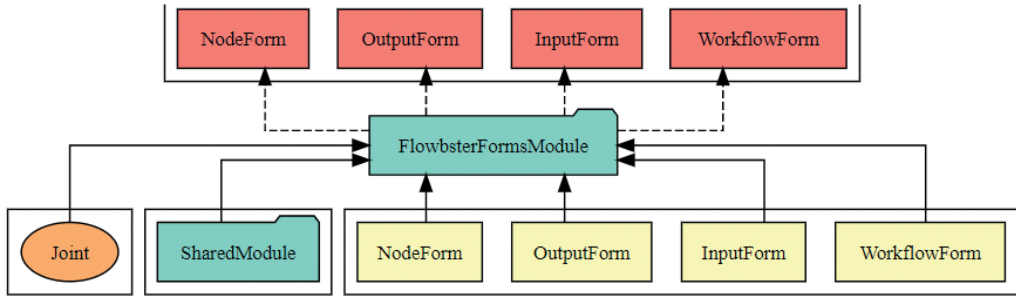 NodeForm
OutputForm
InputForm
WorkflowForm
FlowbsterFormsModule
Joint
SharedModule
NodeForm
OutputForm
InputForm
WorkflowForm